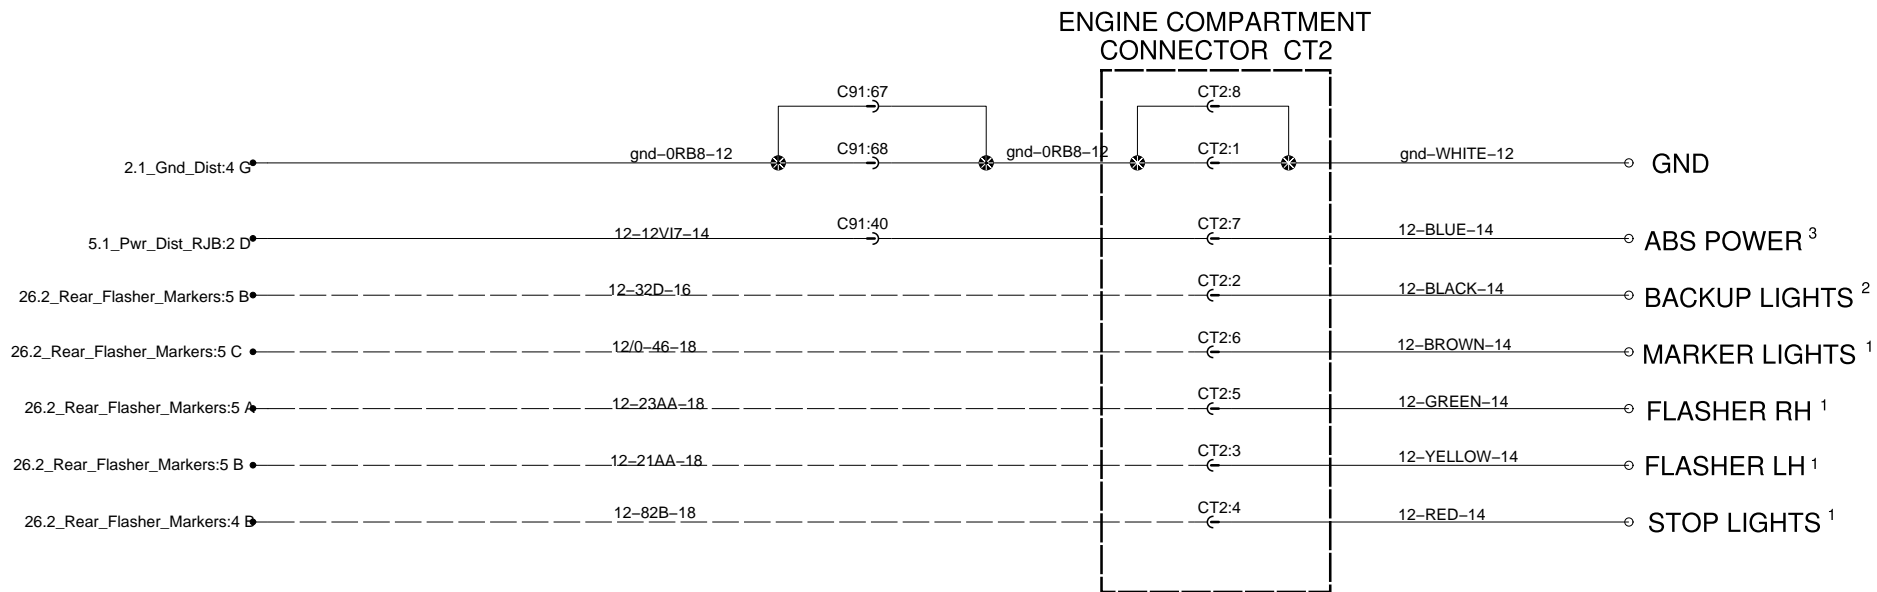 ENGINE COMPARTMENT
CONNECTOR CT2
C91:67
CT2:8
2.1_Gnd_Dist:4 G
gnd-0RB8-12
C91:68
gnd-0RB8-12
CT2:1
gnd-WHITE-12
GND
5.1_Pwr_Dist_RJB:2 D
12-12VI7-14
C91:40
CT2:7
12-BLUE-14
ABS POWER 3
26.2_Rear_Flasher_Markers:5 B
12-32D-16
CT2:2
12-BLACK-14
BACKUP LIGHTS 2
26.2_Rear_Flasher_Markers:5 C
12/0-46-18
CT2:6
12-BROWN-14
MARKER LIGHTS 1
26.2_Rear_Flasher_Markers:5 A
12-23AA-18
CT2:5
12-GREEN-14
FLASHER RH 1
26.2_Rear_Flasher_Markers:5 B
12-21AA-18
CT2:3
12-YELLOW-14
FLASHER LH 1
26.2_Rear_Flasher_Markers:4 B
12-82B-18
CT2:4
12-RED-14
STOP LIGHTS 1